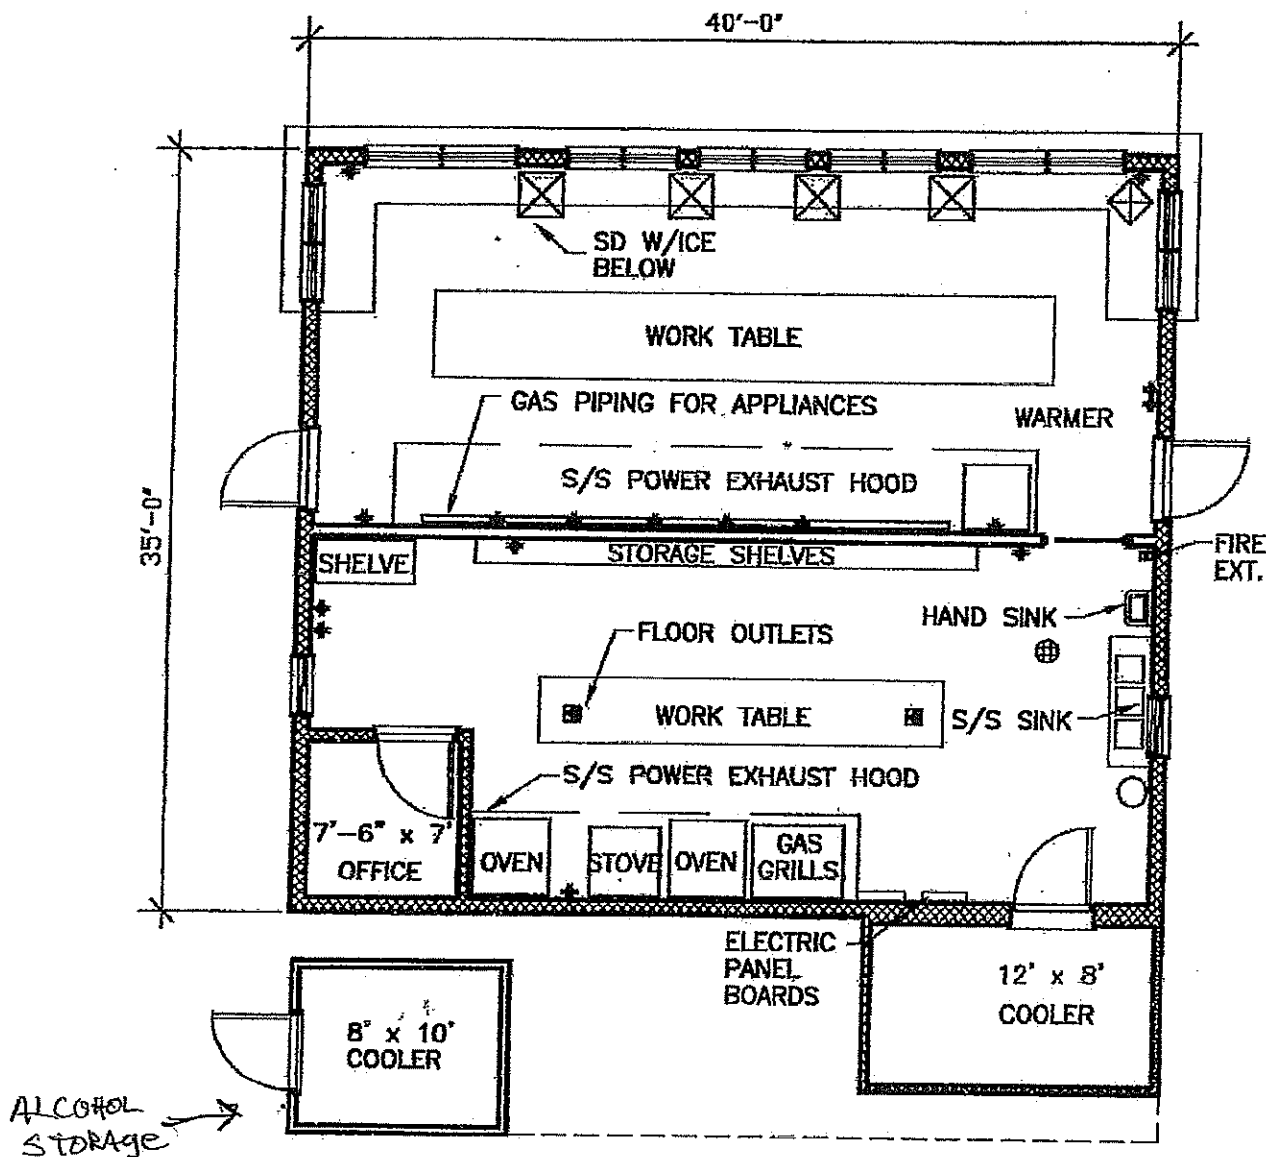 40'-0"
35'-0"
SD W/ICE
BELOW
WORK TABLE
GAS PIPING FOR APPLIANCES
WARMER
S/S POWER EXHAUST HOOD
SHELVE
STORAGE SHELVES
FIRE
EXT.
HAND SINK
FLOOR OUTLETS
WORK TABLE
S/S SINK
S/S POWER EXHAUST HOOD
7'-6" x 7'
OFFICE
OVEN
STOVE
OVEN
GAS
GRILLS
ELECTRIC
PANEL
BOARDS
12' x 8'
COOLER
8' x 10'
COOLER
ALCOHOL
STORAGE